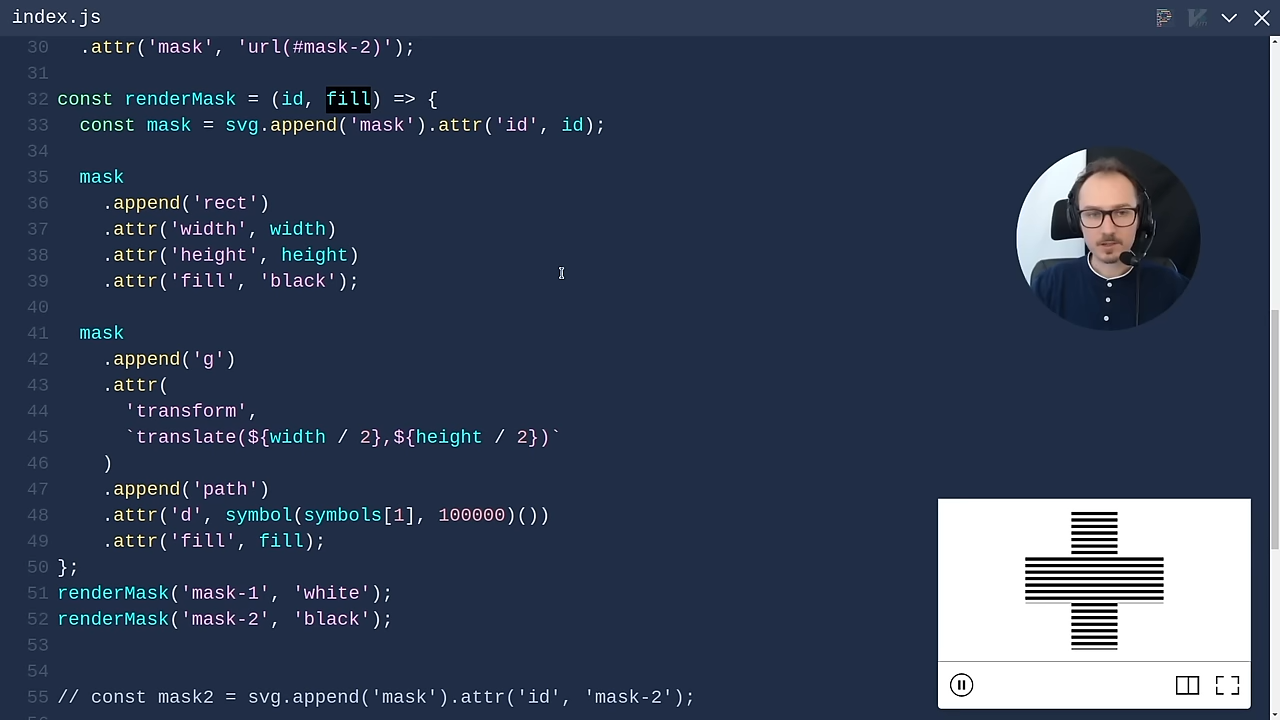 index.js
30 .attr('mask', 'url(#mask-2)');
31
32 const renderMask = (id, fill) => {
33 const mask = svg.append('mask').attr('id', id);
34
35 mask
36 .append('rect')
37 .attr('width', width)
38 .attr('height', height)
39 .attr('fill', 'black');
40
41 mask
42 .append('g')
43 .attr(
44 'transform',
45 `translate(${width / 2},${height / 2})`
46 )
47 .append('path')
48 .attr('d', symbol(symbols[1], 100000)())
49 .attr('fill', fill);
50 };
51 renderMask('mask-1', 'white');
52 renderMask('mask-2', 'black');
53
54
55 // const mask2 = svg.append('mask').attr('id', 'mask-2');